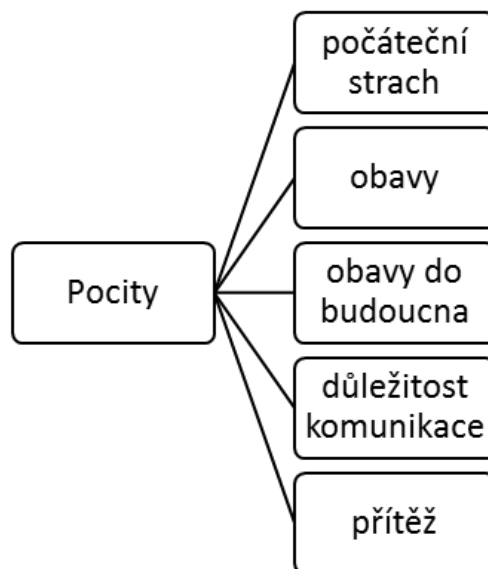 počáteční
strach
obavy
Pocity
obavy do
budoucna
důležitost
komunikace
přítěž